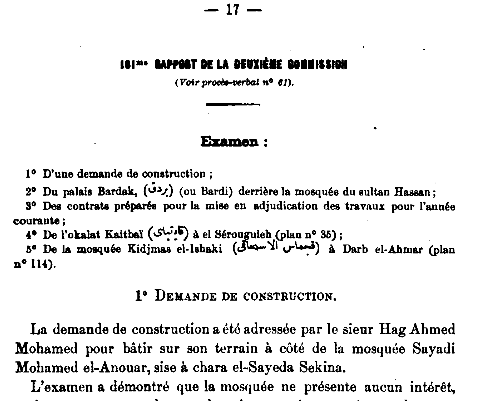 — 17 —
161me RAPPORT DE LA DEUXIÈME COMMISSION
(Voir procès-verbal n° 61).
Examen :
1° D'une demande de construction ;
2° Du palais Bardak, (بردق) (ou Bardi) derrière la mosquée du sultan Hassan ;
3° Des contrats préparés pour la mise en adjudication des travaux pour l'année
courante ;
4° De l'okalat Kaitbaï (قايتباى) à el Sérouguieh (plan n° 35) ;
5° De la mosquée Kidjmas el-Ishaki (قجماس الاسحاقى) à Darb el-Ahmar (plan
n° 114).
1° DEMANDE DE CONSTRUCTION.
La demande de construction a été adressée par le sieur Hag Ahmed
Mohamed pour bâtir sur son terrain à côté de la mosquée Sayadi
Mohamed el-Anouar, sise à chara el-Sayeda Sekina.
L'examen a démontré que la mosquée ne présente aucun intérêt,